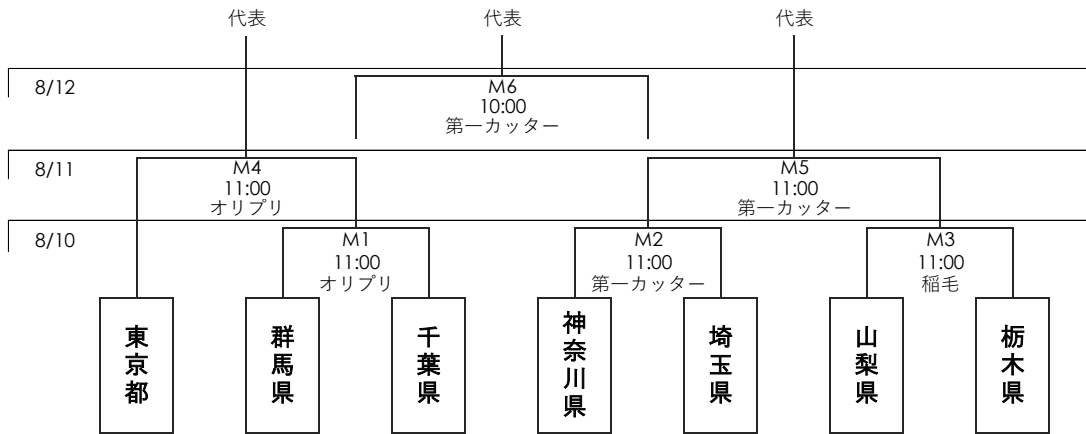 代表 代表 代表
8/12
M6
10:00
第一カッター
8/11
M4 M5
11:00 11:00
オリプリ 第一カッター
8/10
M1 M2 M3
11:00 11:00 11:00
オリプリ 第一カッター 稲毛
東京都
群馬県
千葉県
神奈川県
埼玉県
山梨県
栃木県